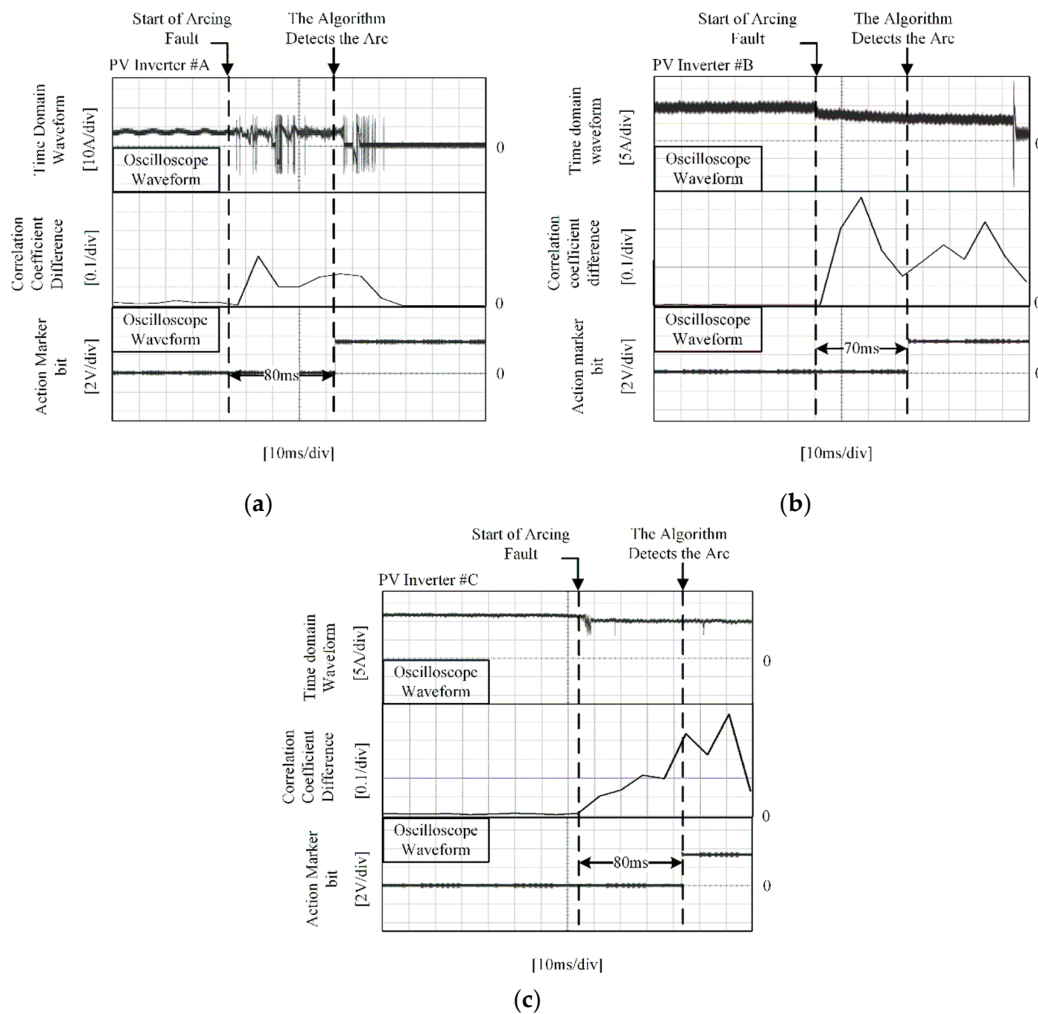 Start of Arcing
Fault
The Algorithm
Detects the Arc
PV Inverter #A
Time Domain
Waveform
[10A/div]
Oscilloscope
Waveform
0
Correlation
Coefficient
Difference
[0.1/div]
0
Action Marker
bit
[2V/div]
Oscilloscope
Waveform
80ms
0
[10ms/div]
(a)
Start of Arcing
Fault
The Algorithm
Detects the Arc
PV Inverter #B
Time domain
waveform
[5A/div]
Oscilloscope
Waveform
0
Correlation
coefficient
difference
[0.1/div]
0
Action marker
bit
[2V/div]
Oscilloscope
Waveform
70ms
0
[10ms/div]
(b)
Start of Arcing
Fault
The Algorithm
Detects the Arc
PV Inverter #C
Time domain
Waveform
[5A/div]
Oscilloscope
Waveform
0
Correlation
Coefficient
Difference
[0.1/div]
0
Action Marker
bit
[2V/div]
Oscilloscope
Waveform
80ms
0
[10ms/div]
(c)